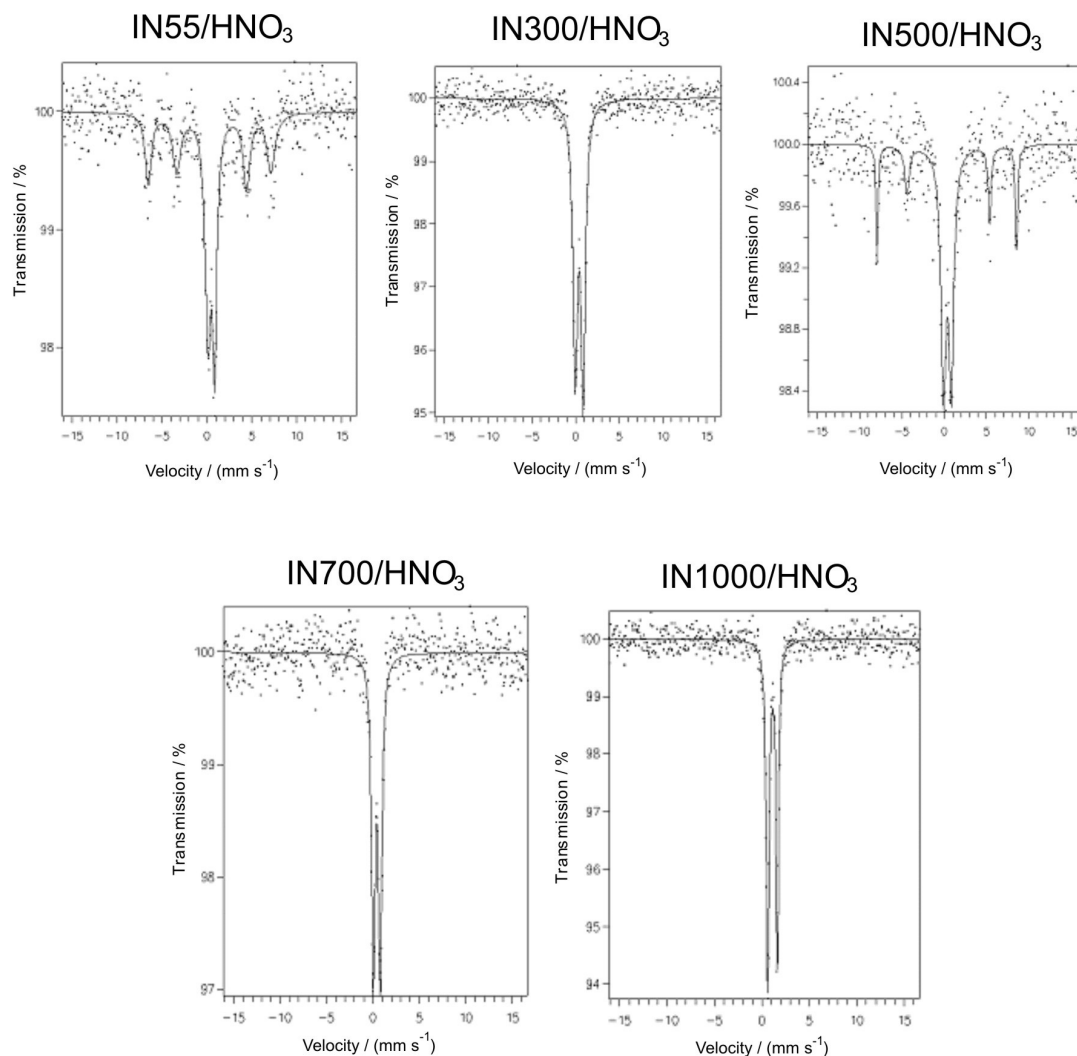 IN55/HNO3
IN300/HNO3
IN500/HNO3
Transmission / %
100
99
98
-15 -10 -5 0 5 10 15
Velocity / (mm s-1)
Transmission / %
100
99
98
97
96
95
-15 -10 -5 0 5 10 15
Velocity / (mm s-1)
Transmission / %
100.4
100.0
99.6
99.2
98.8
98.4
-15 -10 -5 0 5 10 15
Velocity / (mm s-1)
IN700/HNO3
IN1000/HNO3
Transmission / %
100
99
98
97
-15 -10 -5 0 5 10 15
Velocity / (mm s-1)
Transmission / %
100
99
98
97
96
95
94
-15 -10 -5 0 5 10 15
Velocity / (mm s-1)